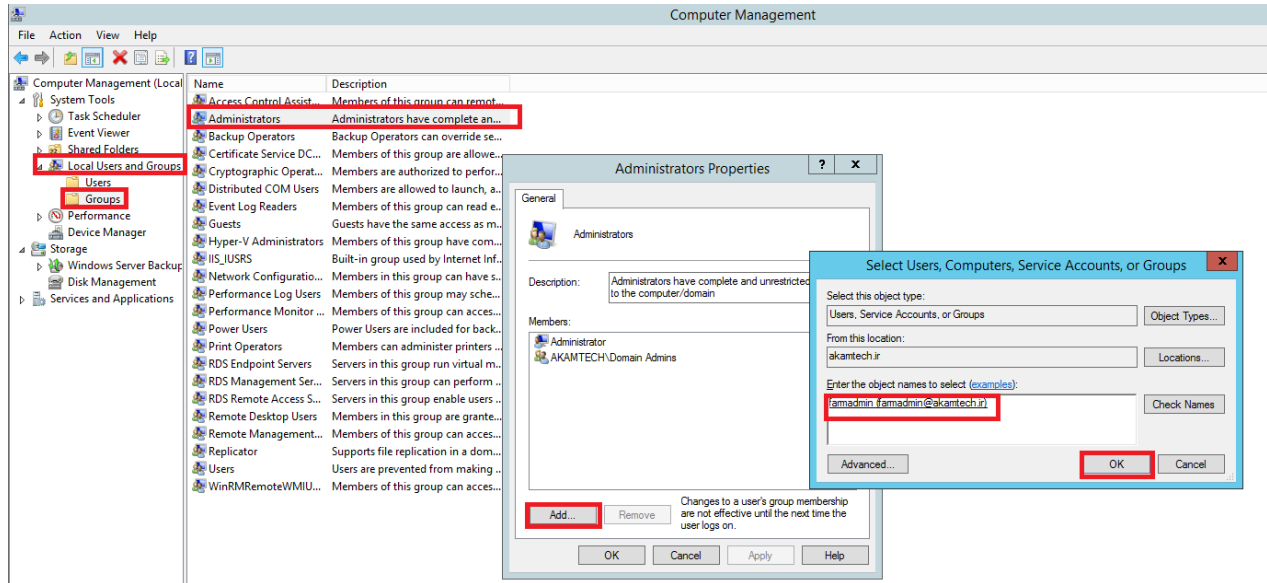 Computer Management
File Action View Help
Computer Management (Local
System Tools
Task Scheduler
Event Viewer
Shared Folders
Local Users and Groups
Users
Groups
Performance
Device Manager
Storage
Windows Server Backup
Disk Management
Services and Applications
Name Description
Access Control Assist... Members of this group can remot...
Administrators Administrators have complete an...
Backup Operators Backup Operators can override se...
Certificate Service DC... Members of this group are allowe...
Cryptographic Operat... Members are authorized to perfor...
Distributed COM Users Members are allowed to launch, a...
Event Log Readers Members of this group can read e...
Guests Guests have the same access as m...
Hyper-V Administrators Members of this group have com...
IIS_IUSRS Built-in group used by Internet Inf...
Network Configuratio... Members in this group can have s...
Performance Log Users Members of this group may sche...
Performance Monitor ... Members of this group can acces...
Power Users Power Users are included for back...
Print Operators Members can administer printers ...
RDS Endpoint Servers Servers in this group run virtual m...
RDS Management Ser... Servers in this group can perform ...
RDS Remote Access S... Servers in this group enable users ...
Remote Desktop Users Members in this group are grante...
Remote Management... Members of this group can acces...
Replicator Supports file replication in a dom...
Users Users are prevented from making ...
WinRMRemoteWMIU... Members of this group can acces...
Administrators Properties ? x
General
Administrators
Description: Administrators have complete and unrestricted
to the computer/domain
Members:
Administrator
AKAMTECH\Domain Admins
Add... Remove
Changes to a user's group membership
are not effective until the next time the
user logs on.
OK Cancel Apply Help
Select Users, Computers, Service Accounts, or Groups x
Select this object type:
Users, Service Accounts, or Groups Object Types...
From this location:
akamtech.ir Locations...
Enter the object names to select (examples):
farmadmin (farmadmin@akamtech.ir) Check Names
Advanced... OK Cancel